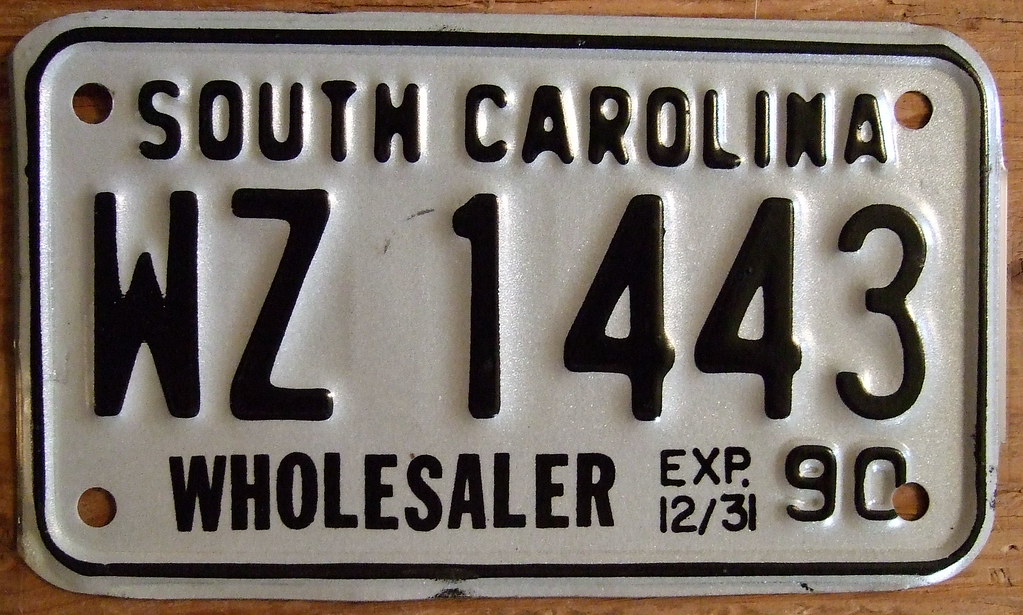 SOUTH CAROLINA
WZ 1443
WHOLESALER EXP. 12/31 90